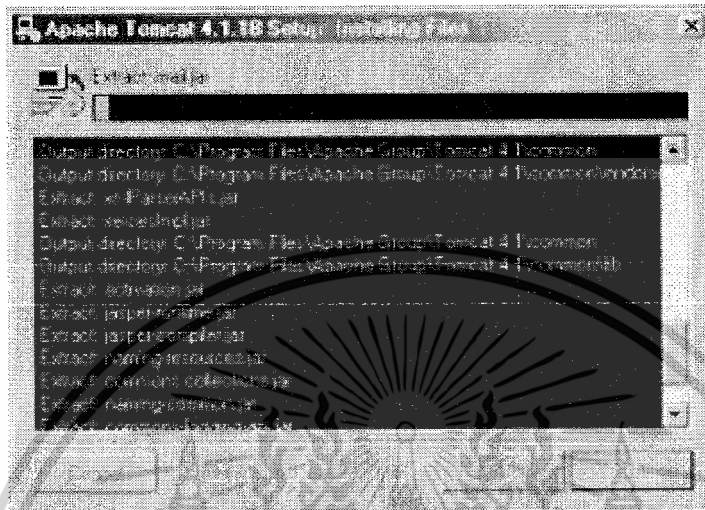 Apache Tomcat 4.1.18 Setup: Installing Files
Extract: mail.jar
Output directory: C:\Program Files\Apache Group\Tomcat 4.1\common
Output directory: C:\Program Files\Apache Group\Tomcat 4.1\common\endorsed
Extract: xmlParserAPIs.jar
Extract: xercesImpl.jar
Output directory: C:\Program Files\Apache Group\Tomcat 4.1\common
Output directory: C:\Program Files\Apache Group\Tomcat 4.1\common\lib
Extract: activation.jar
Extract: jasper-runtime.jar
Extract: jasper-compiler.jar
Extract: naming-resources.jar
Extract: commons-collections.jar
Extract: naming-common.jar
Extract: